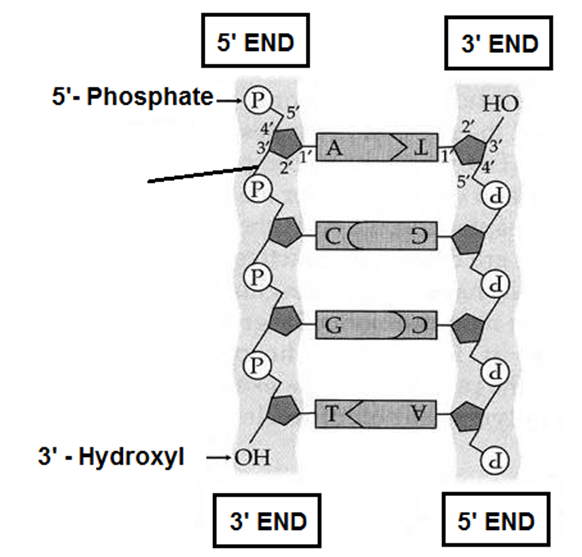 5' END
3' END
5'- Phosphate
P
5'
HO
4'
3'
2'
1'
A
T
1'
2'
3'
4'
5'
P
P
C
G
P
P
G
C
P
P
T
A
3' - Hydroxyl
OH
P
3' END
5' END